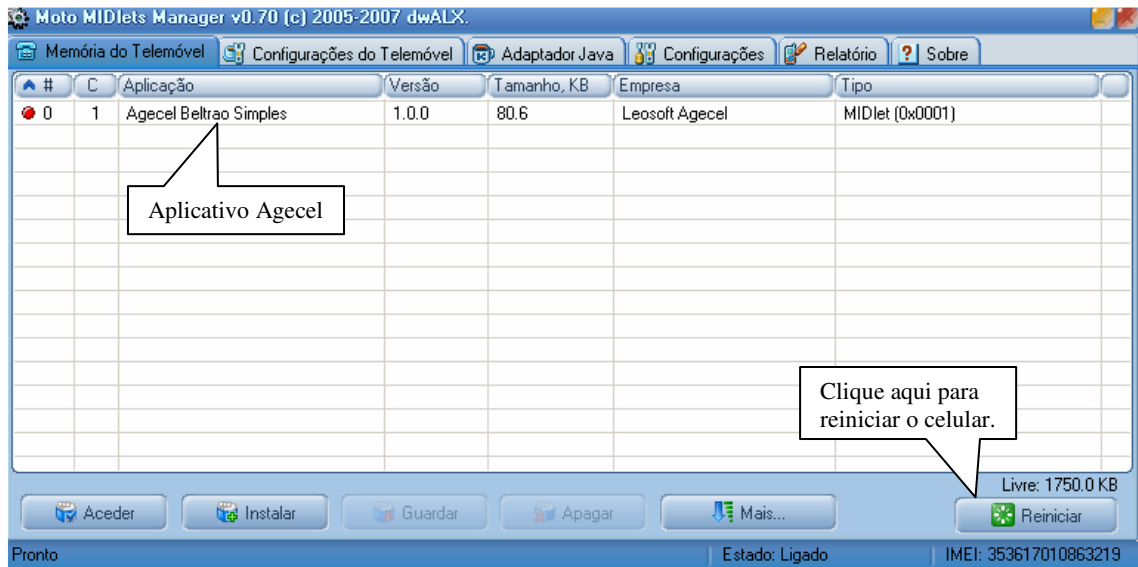 Moto MIDlets Manager v0.70 (c) 2005-2007 dwALX.
Memória do Telemóvel Configurações do Telemóvel Adaptador Java Configurações Relatório ? Sobre
# C Aplicação Versão Tamanho, KB Empresa Tipo
0 1 Agecel Beltrao Simples 1.0.0 80.6 Leosoft Agecel MIDlet (0x0001)
Aplicativo Agecel
Clique aqui para
reiniciar o celular.
Livre: 1750.0 KB
Aceder Instalar Guardar Apagar Mais... Reiniciar
Pronto Estado: Ligado IMEI: 353617010863219